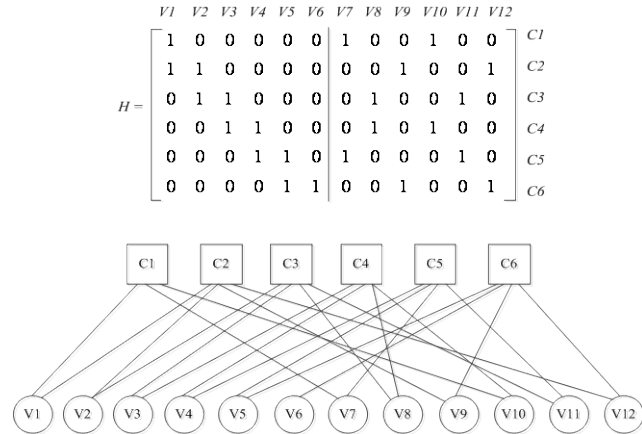 V1 V2 V3 V4 V5 V6 V7 V8 V9 V10 V11 V12
1 0 0 0 0 0 1 0 0 1 0 0 C1
1 1 0 0 0 0 0 0 1 0 0 1 C2
0 1 1 0 0 0 0 1 0 0 1 0 C3
H =
0 0 1 1 0 0 0 1 0 1 0 0 C4
0 0 0 1 1 0 1 0 0 0 1 0 C5
0 0 0 0 1 1 0 0 1 0 0 1 C6
C1 C2 C3 C4 C5 C6
V1 V2 V3 V4 V5 V6 V7 V8 V9 V10 V11 V12